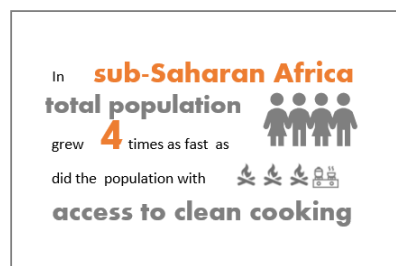 In sub-Saharan Africa
total population
grew 4 times as fast as
did the population with
access to clean cooking